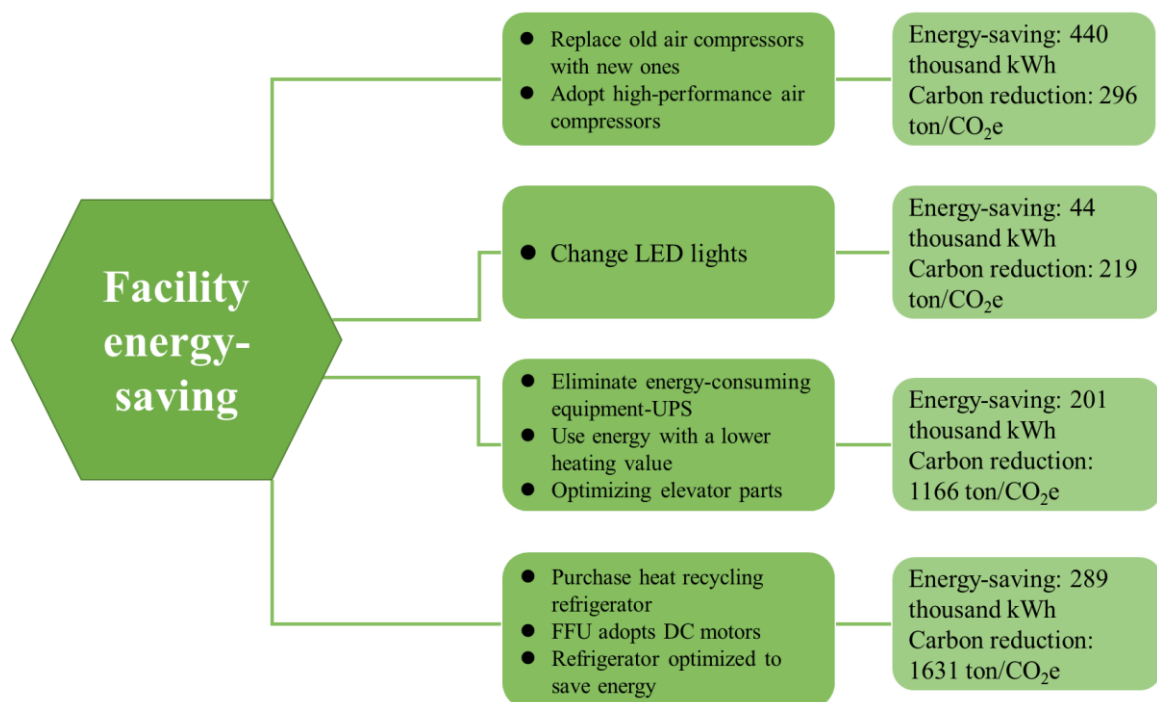 Facility
energy-
saving
● Replace old air compressors
with new ones
● Adopt high-performance air
compressors
Energy-saving: 440
thousand kWh
Carbon reduction: 296
ton/CO₂e
● Change LED lights
Energy-saving: 44
thousand kWh
Carbon reduction: 219
ton/CO₂e
● Eliminate energy-consuming
equipment-UPS
● Use energy with a lower
heating value
● Optimizing elevator parts
Energy-saving: 201
thousand kWh
Carbon reduction:
1166 ton/CO₂e
● Purchase heat recycling
refrigerator
● FFU adopts DC motors
● Refrigerator optimized to
save energy
Energy-saving: 289
thousand kWh
Carbon reduction:
1631 ton/CO₂e